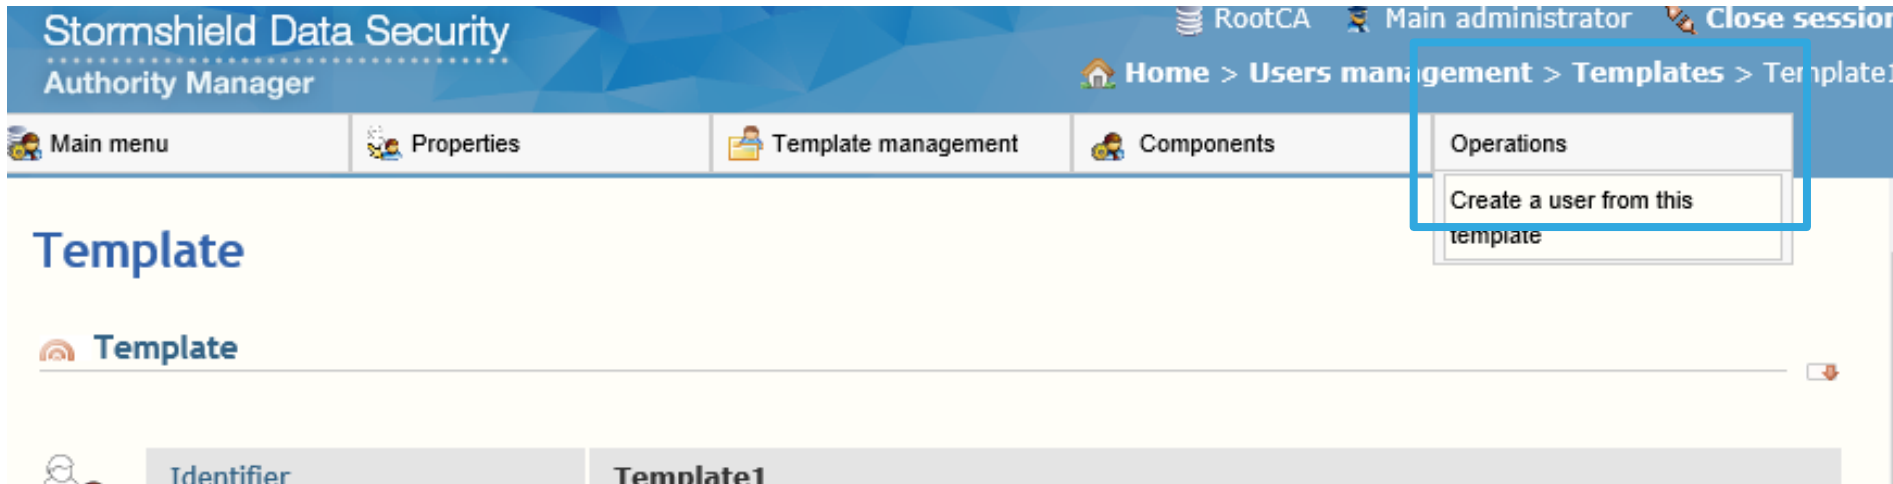 Stormshield Data Security
Authority Manager
RootCA Main administrator Close session
Home > Users management > Templates > Template1
Main menu Properties Template management Components Operations
Create a user from this
template
Template
Template
Identifier Template1